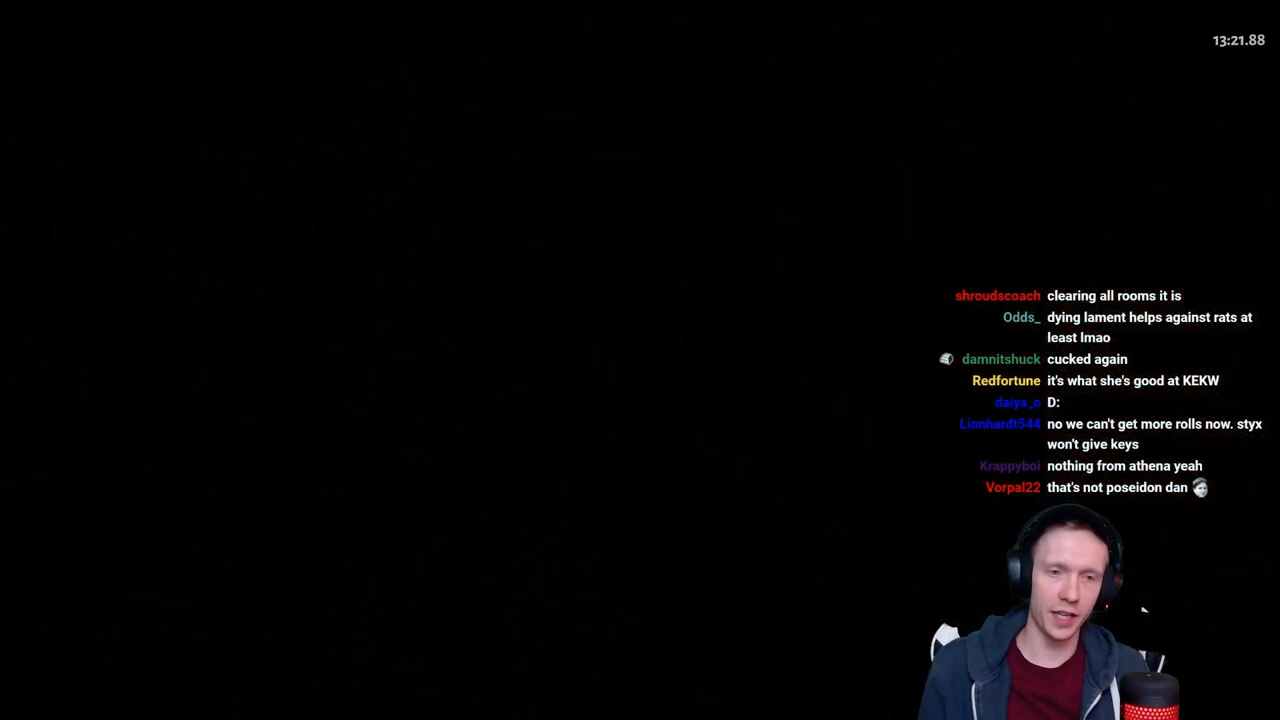 13:21.88
shroudscoach clearing all rooms it is
Odds_ dying lament helps against rats at
least lmao
damnitshuck cucked again
Redfortune it's what she's good at KEKW
daiya_o D:
Lionhardt544 no we can't get more rolls now. styx
won't give keys
Krappyboi nothing from athena yeah
Vorpal22 that's not poseidon dan